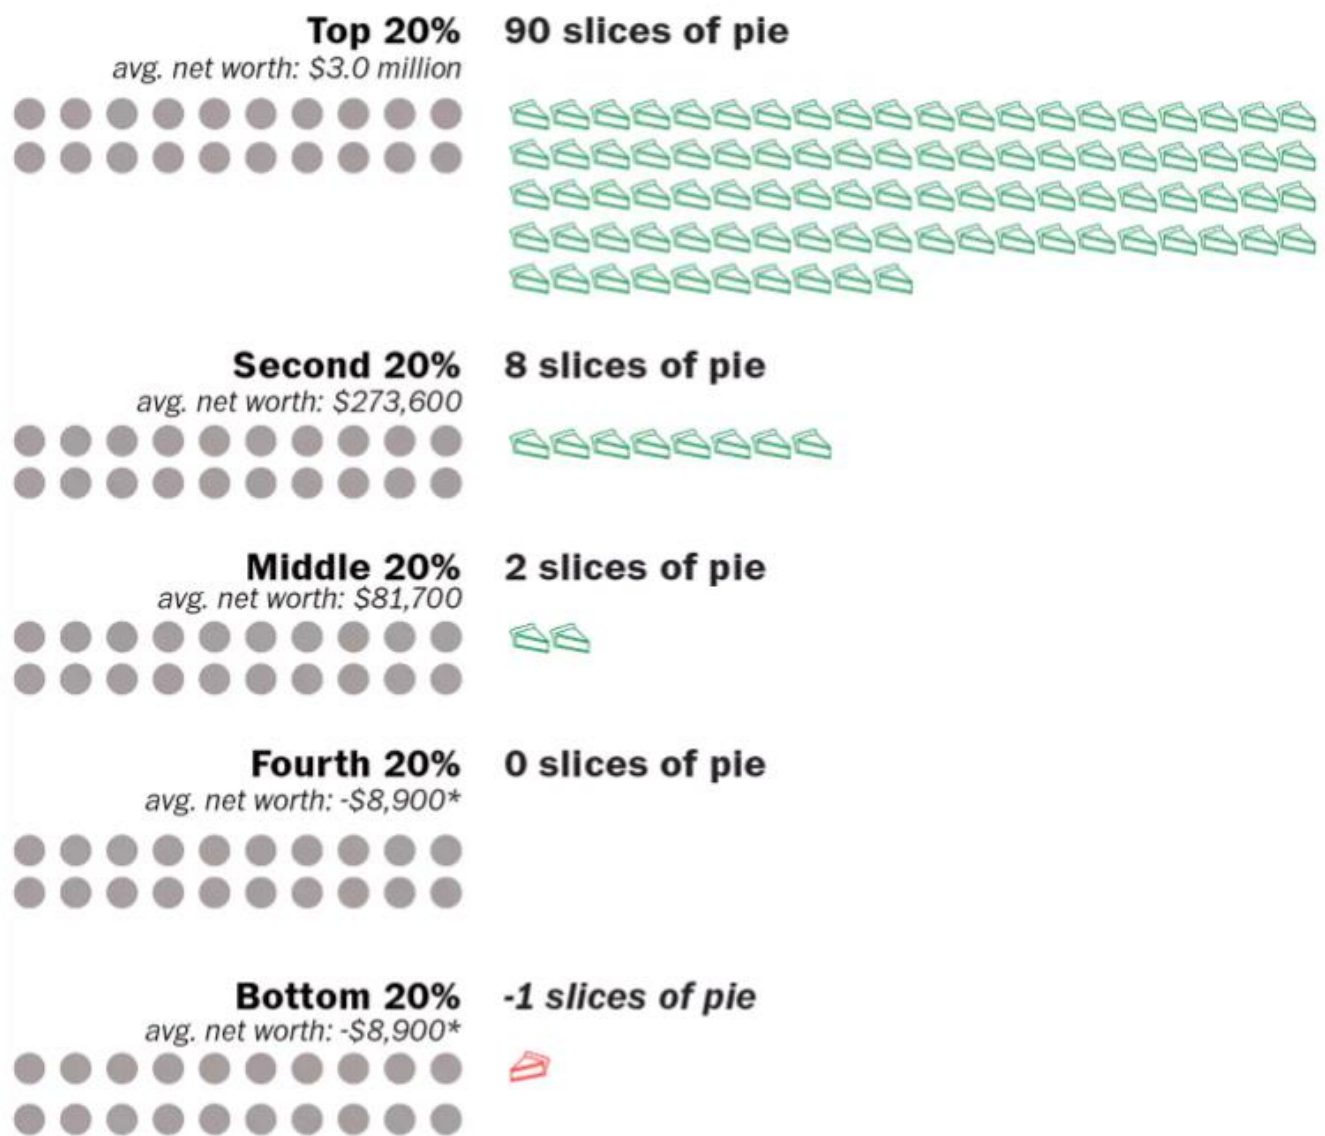 Top 20% 90 slices of pie
avg. net worth: $3.0 million
Second 20% 8 slices of pie
avg. net worth: $273,600
Middle 20% 2 slices of pie
avg. net worth: $81,700
Fourth 20% 0 slices of pie
avg. net worth: -$8,900*
Bottom 20% -1 slices of pie
avg. net worth: -$8,900*